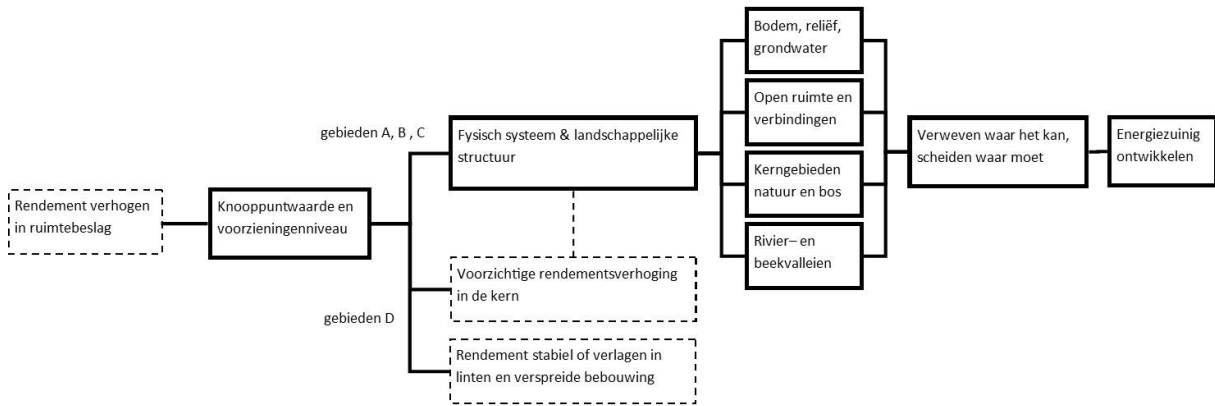 Rendement verhogen
in ruimtebeslag
Knooppuntwaarde en
voorzieningenniveau
gebieden A, B , C
gebieden D
Fysisch systeem & landschappelijke
structuur
Voorzichtige rendementsverhoging
in de kern
Rendement stabiel of verlagen in
linten en verspreide bebouwing
Bodem, reliëf,
grondwater
Open ruimte en
verbindingen
Kerngebieden
natuur en bos
Rivier– en
beekvalleien
Verweven waar het kan,
scheiden waar moet
Energiezuinig
ontwikkelen